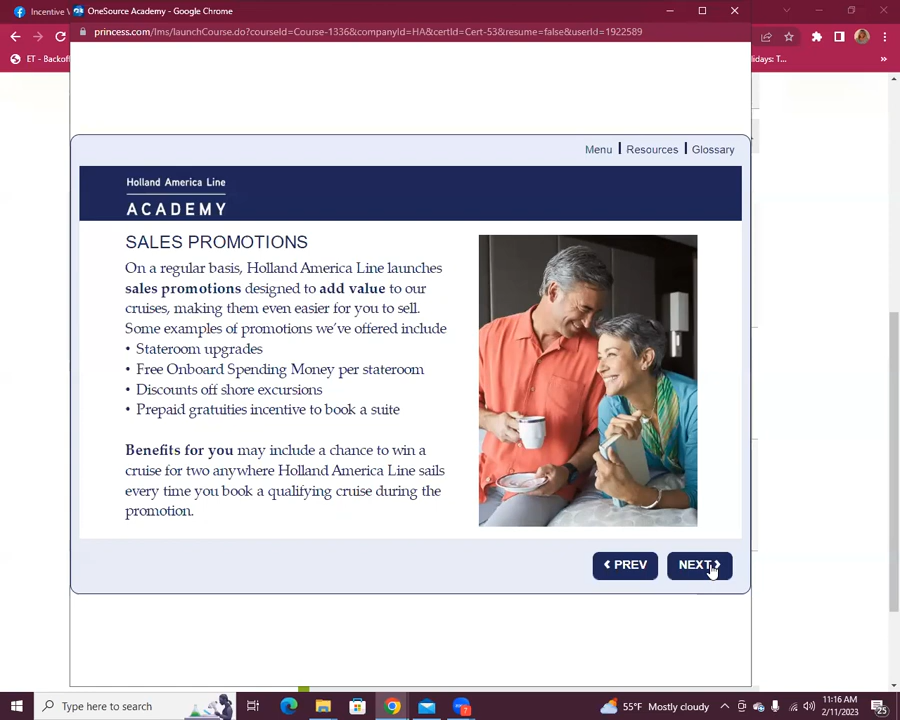 Incentive V
OneSource Academy - Google Chrome
princess.com/lms/launchCourse.do?courseId=Course-1336&companyId=HA&certId=Cert-53&resume=false&userId=1922589
ET - Backoff
lidays: T...
Menu | Resources | Glossary
Holland America Line
ACADEMY
SALES PROMOTIONS
On a regular basis, Holland America Line launches
sales promotions designed to add value to our
cruises, making them even easier for you to sell.
Some examples of promotions we've offered include
• Stateroom upgrades
• Free Onboard Spending Money per stateroom
• Discounts off shore excursions
• Prepaid gratuities incentive to book a suite
Benefits for you may include a chance to win a
cruise for two anywhere Holland America Line sails
every time you book a qualifying cruise during the
promotion.
PREV
NEXT
Type here to search
55°F Mostly cloudy
11:16 AM
2/11/2023
25